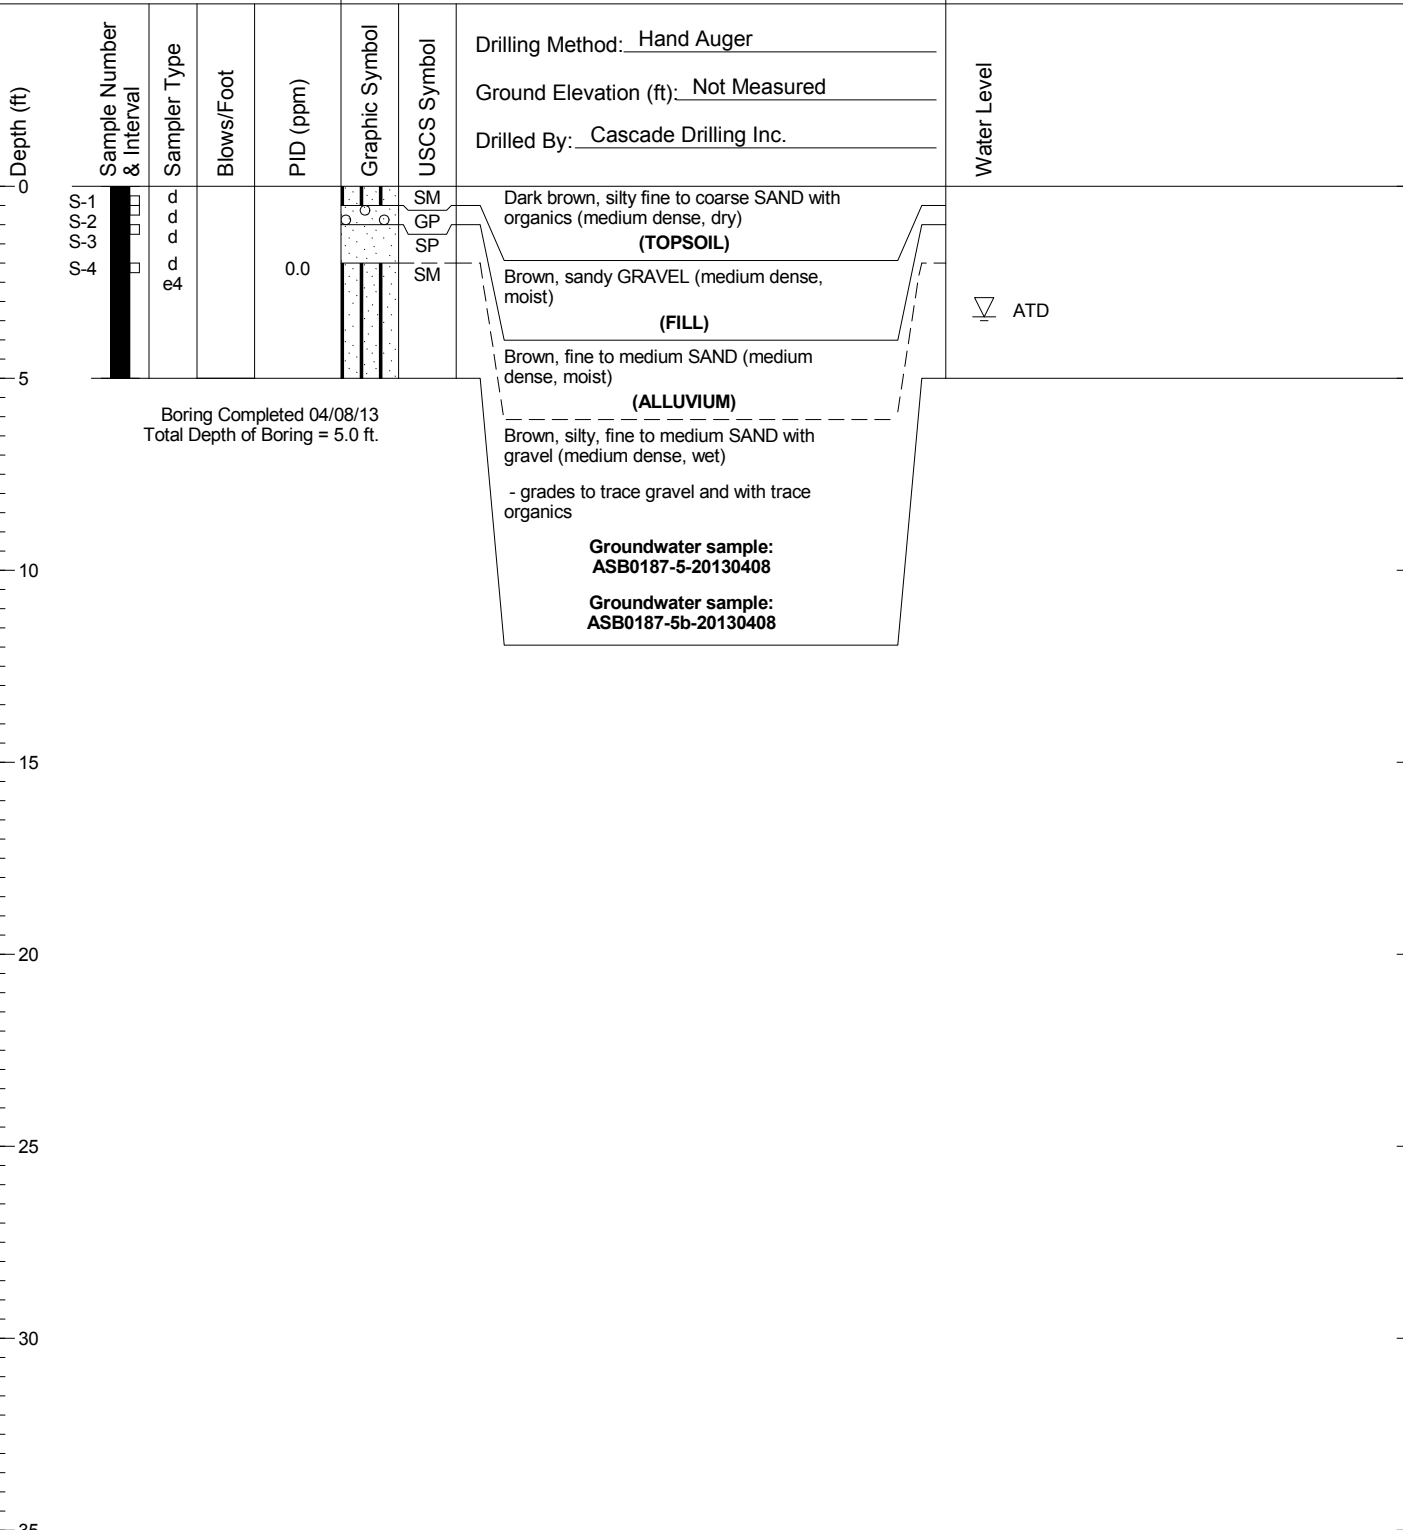 Depth (ft)
Sample Number
& Interval
Sampler Type
Blows/Foot
PID (ppm)
Graphic Symbol
USCS Symbol
Drilling Method: Hand Auger
Ground Elevation (ft): Not Measured
Drilled By: Cascade Drilling Inc.
Water Level
0
S-1 d SM
S-2 d GP
S-3 d SP
S-4 d 0.0 SM
e4
Dark brown, silty fine to coarse SAND with
organics (medium dense, dry)
(TOPSOIL)
Brown, sandy GRAVEL (medium dense,
moist)
(FILL)
ATD
Brown, fine to medium SAND (medium
dense, moist)
(ALLUVIUM)
5
Boring Completed 04/08/13
Total Depth of Boring = 5.0 ft.
Brown, silty, fine to medium SAND with
gravel (medium dense, wet)
- grades to trace gravel and with trace
organics
Groundwater sample:
ASB0187-5-20130408
Groundwater sample:
ASB0187-5b-20130408
10
15
20
25
30
35